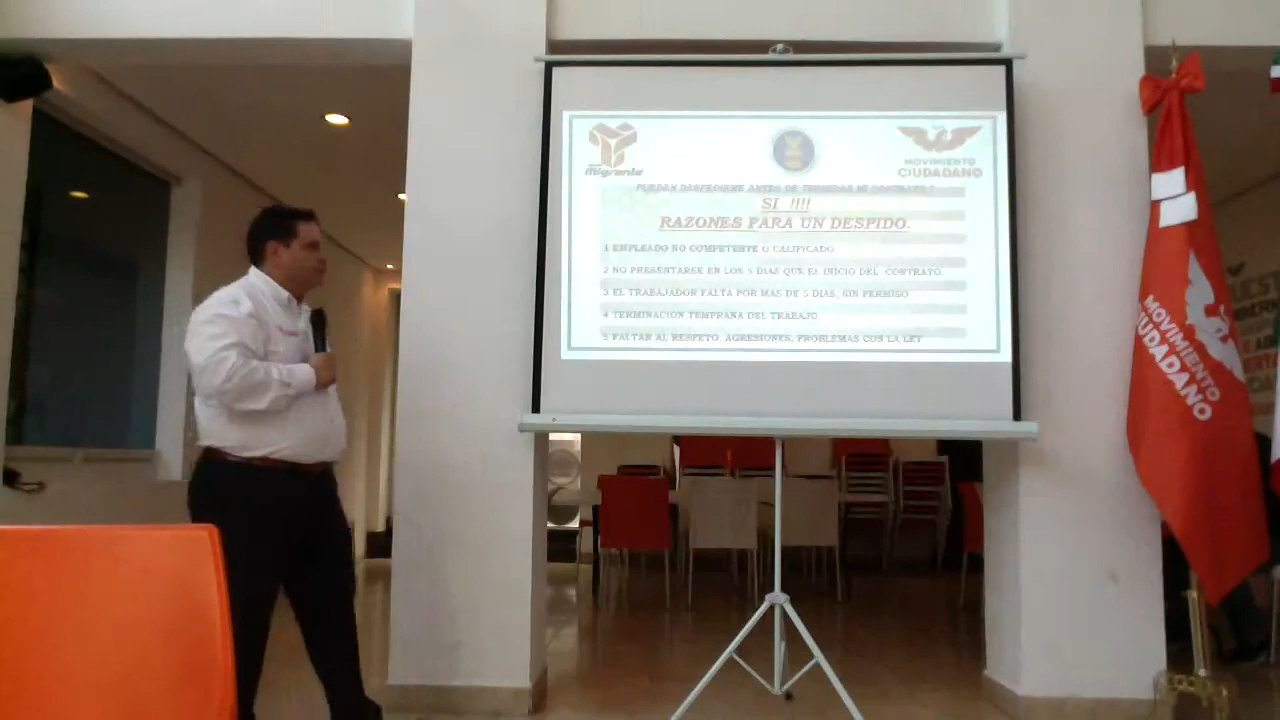 Migrante
MOVIMIENTO
CIUDADANO
PUEDEN DESPEDIRME ANTES DE TERMINAR MI CONTRATO ?
SI !!!!
RAZONES PARA UN DESPIDO.
1 EMPLEADO NO COMPETENTE O CALIFICADO
2 NO PRESENTARSE EN LOS 5 DIAS QUE EL INICIO DEL CONTRATO.
3 EL TRABAJADOR FALTA POR MAS DE 5 DIAS, SIN PERMISO
4 TERMINACION TEMPRANA DEL TRABAJO
5 FALTAR AL RESPETO, AGRESIONES, PROBLEMAS CON LA LEY
MOVIMIENTO
CIUDADANO